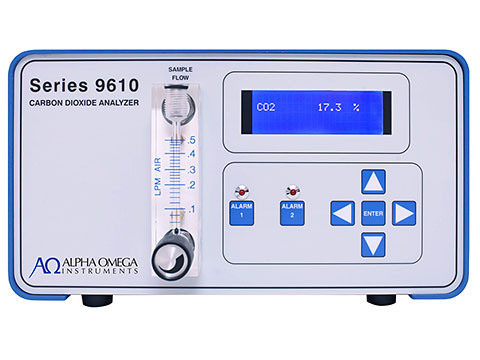 Series 9610
CARBON DIOXIDE ANALYZER
SAMPLE
FLOW
.5
.4
.3
.2
.1
LPM AIR
CO2 17.3 %
ALARM
1
ALARM
2
ENTER
AΩ ALPHA OMEGA
INSTRUMENTS